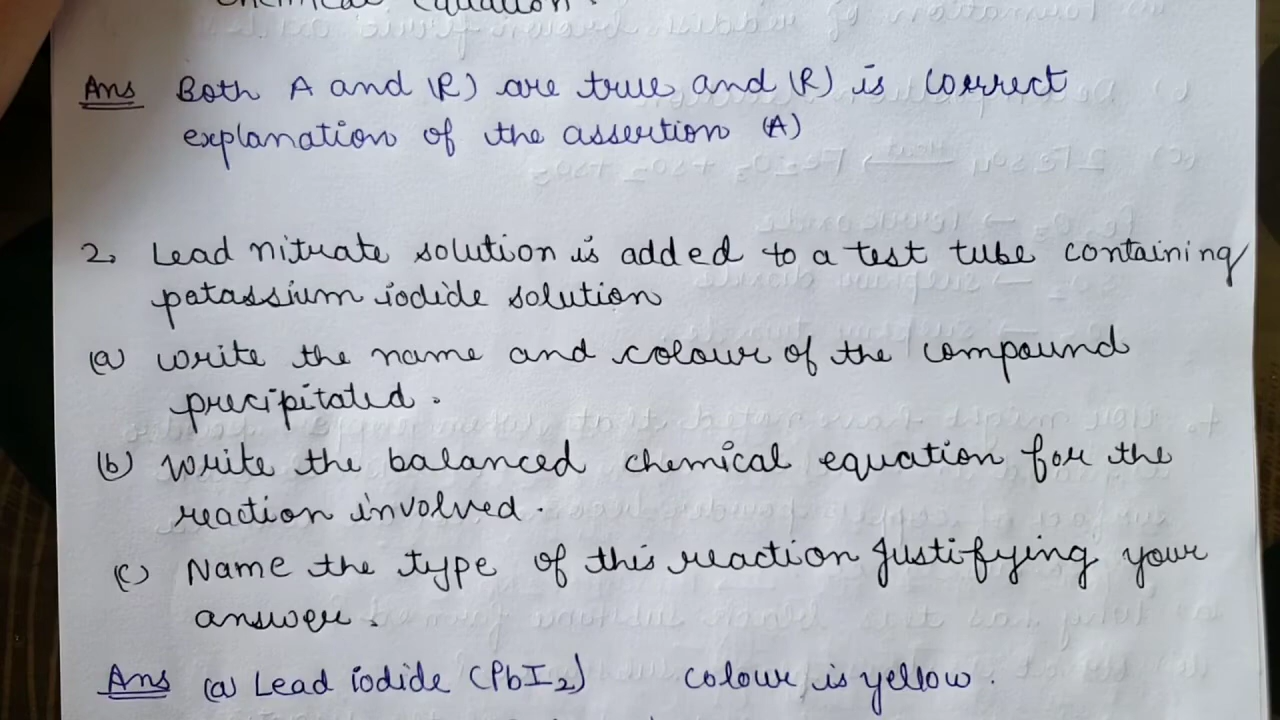 Chemical Equation.
Ans Both A and (R) are true and (R) is correct
explanation of the assertion (A)
2. Lead nitrate solution is added to a test tube containing
potassium iodide solution
(a) Write the name and colour of the compound
precipitated.
(b) Write the balanced chemical equation for the
reaction involved.
(c) Name the type of this reaction justifying your
answer.
Ans (a) Lead iodide (PbI2) colour is yellow.